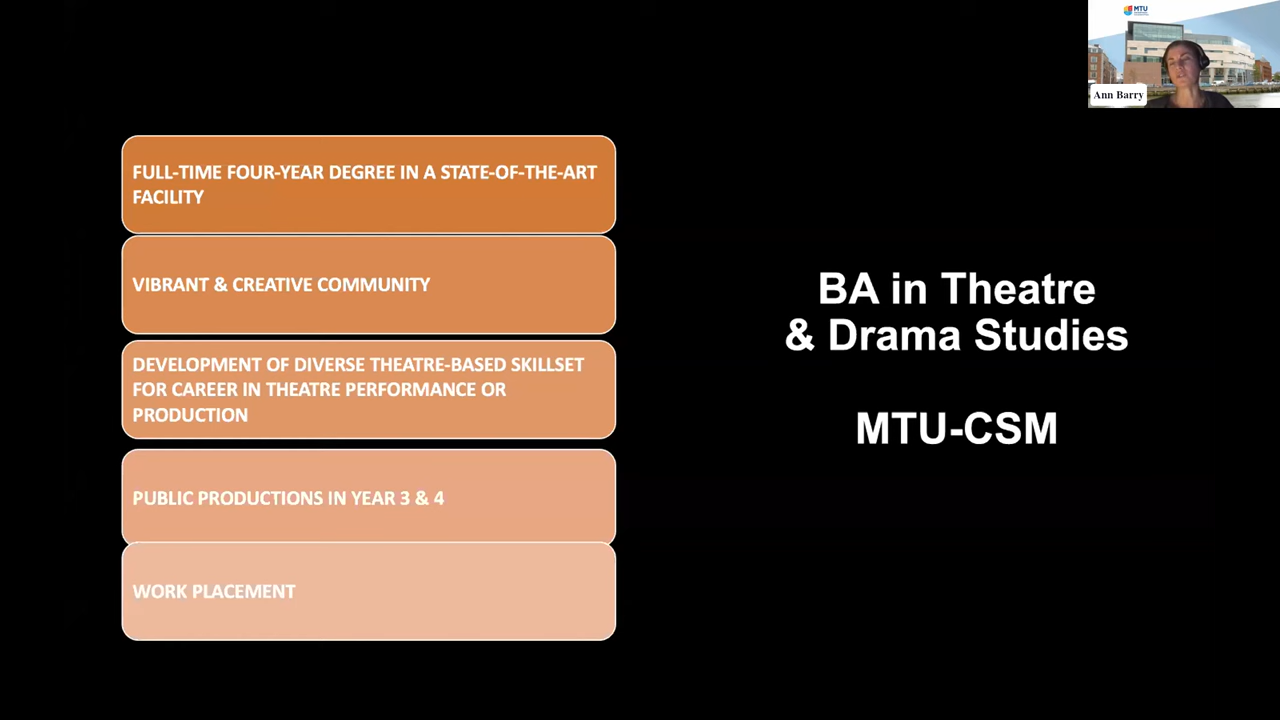 FULL-TIME FOUR-YEAR DEGREE IN A STATE-OF-THE-ART
FACILITY
VIBRANT & CREATIVE COMMUNITY
DEVELOPMENT OF DIVERSE THEATRE-BASED SKILLSET
FOR CAREER IN THEATRE PERFORMANCE OR
PRODUCTION
PUBLIC PRODUCTIONS IN YEAR 3 & 4
WORK PLACEMENT
BA in Theatre
& Drama Studies
MTU-CSM
MTU
Ann Barry